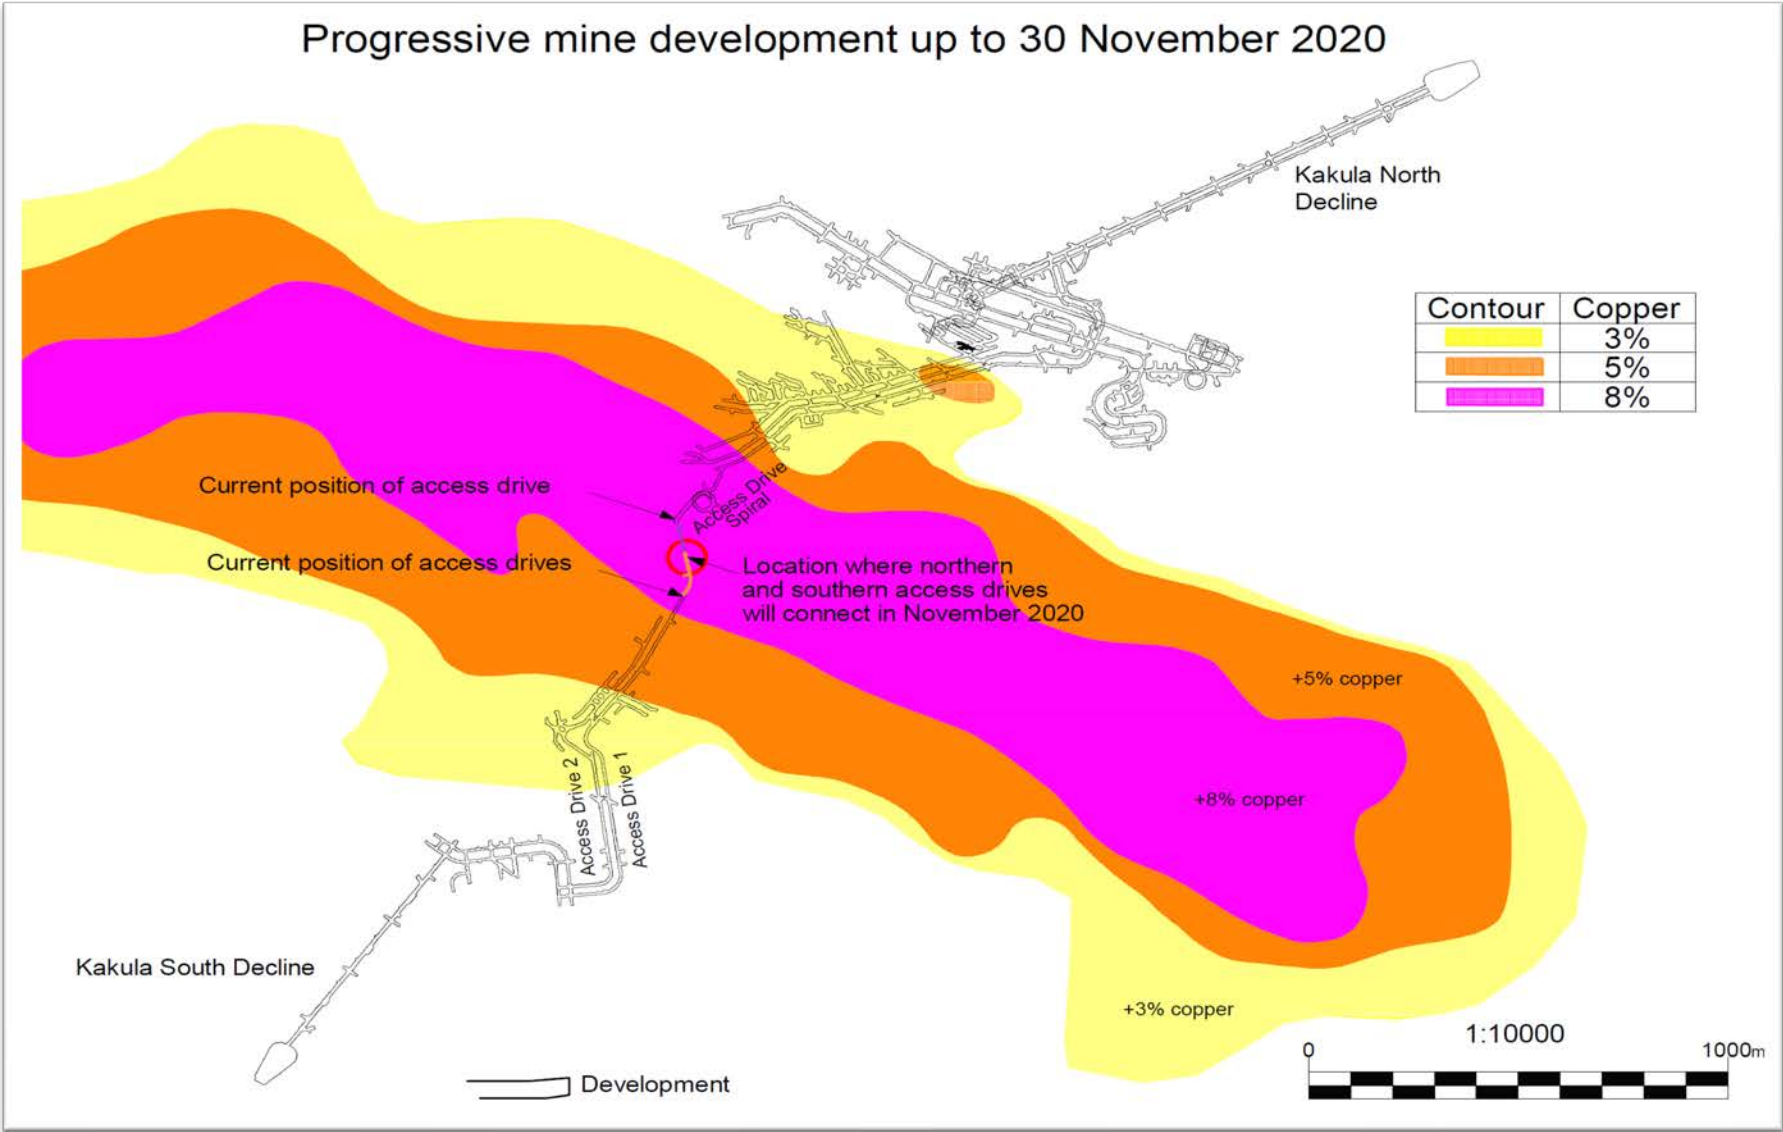 Progressive mine development up to 30 November 2020
Kakula North
Decline
Contour Copper
3%
5%
8%
Current position of access drive
Access Drive
Spiral
Current position of access drives
Location where northern
and southern access drives
will connect in November 2020
+5% copper
Access Drive 2
Access Drive 1
+8% copper
Kakula South Decline
+3% copper
1:10000
0 1000m
Development